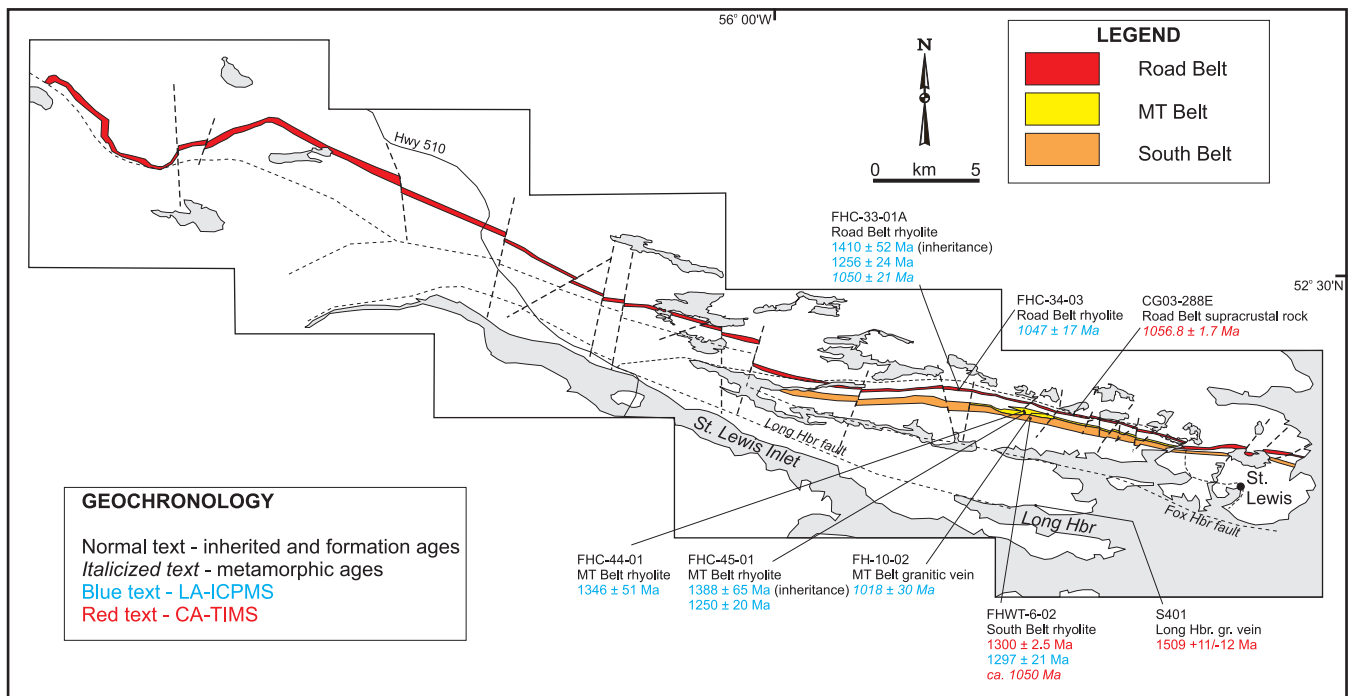 56° 00'W
N
0 km 5
LEGEND
Road Belt
MT Belt
South Belt
Hwy 510
52° 30'N
FHC-33-01A
Road Belt rhyolite
1410 ± 52 Ma (inheritance)
1256 ± 24 Ma
1050 ± 21 Ma
FHC-34-03
Road Belt rhyolite
1047 ± 17 Ma
CG03-288E
Road Belt supracrustal rock
1056.8 ± 1.7 Ma
Long Hbr fault
St. Lewis Inlet
Long Hbr
Fox Hbr fault
St.
Lewis
GEOCHRONOLOGY
Normal text - inherited and formation ages
Italicized text - metamorphic ages
Blue text - LA-ICPMS
Red text - CA-TIMS
FHC-44-01
MT Belt rhyolite
1346 ± 51 Ma
FHC-45-01
MT Belt rhyolite
1388 ± 65 Ma (inheritance)
1250 ± 20 Ma
FH-10-02
MT Belt granitic vein
1018 ± 30 Ma
FHWT-6-02
South Belt rhyolite
1300 ± 2.5 Ma
1297 ± 21 Ma
ca. 1050 Ma
S401
Long Hbr. gr. vein
1509 +11/-12 Ma